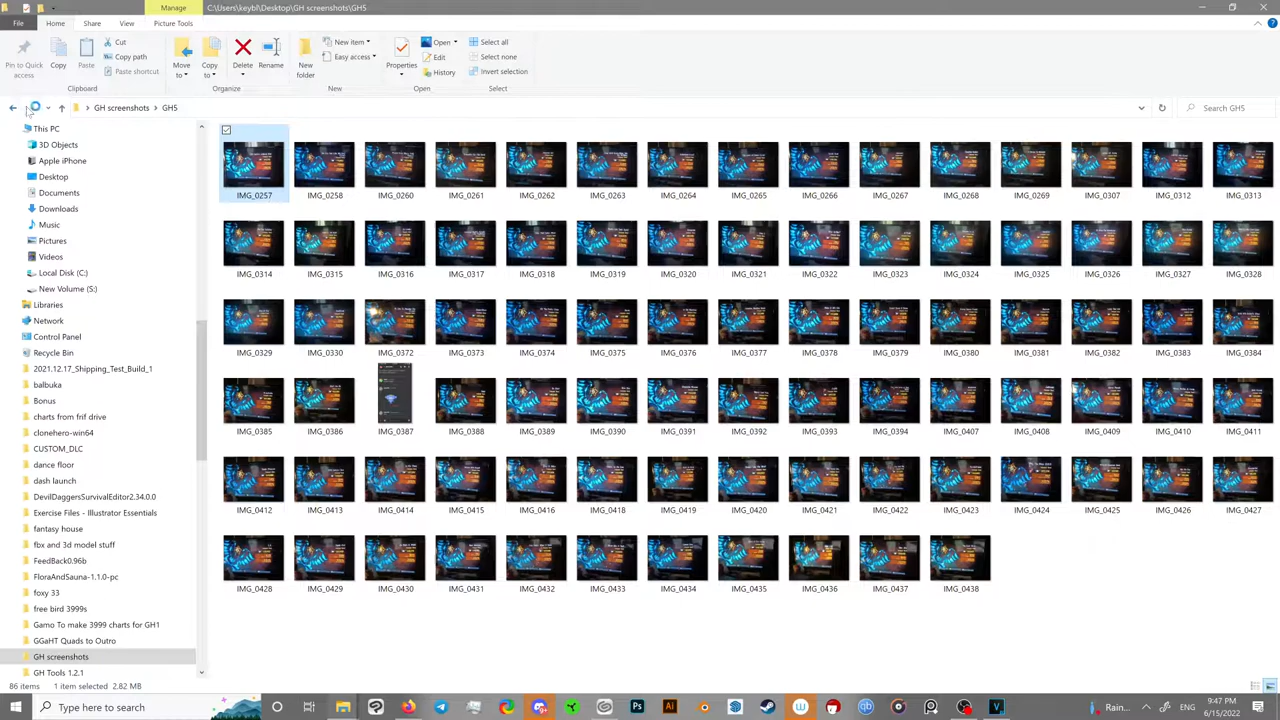 Manage
C:\Users\keybl\Desktop\GH screenshots\GH5
File
Home
Share
View
Picture Tools
Pin to Quick access
Copy
Paste
Cut
Copy path
Paste shortcut
Move to
Copy to
Delete
Rename
New folder
New item
Easy access
Properties
Open
Edit
History
Select all
Select none
Invert selection
Clipboard
Organize
New
Open
Select
GH screenshots > GH5
Search GH5
This PC
3D Objects
Apple iPhone
Desktop
Documents
Downloads
Music
Pictures
Videos
Local Disk (C:)
New Volume (S:)
Libraries
Network
Control Panel
Recycle Bin
2021.12.17_Shipping_Test_Build_1
balbuka
Bonus
charts from frif drive
clonehero-win64
CUSTOM_DLC
dance floor
dash launch
DevilDaggersSurvivalEditor2.34.0.0
Exercise Files - Illustrator Essentials
fantasy house
fbx and 3d model stuff
FeedBack0.96b
FloraAndSauna-1.1.0-pc
foxy 33
free bird 3999s
Gamo To make 3999 charts for GH1
GGaHT Quads to Outro
GH screenshots
GH Tools 1.2.1
IMG_0257 IMG_0258 IMG_0260 IMG_0261 IMG_0262 IMG_0263 IMG_0264 IMG_0265 IMG_0266 IMG_0267 IMG_0268 IMG_0269 IMG_0307 IMG_0312 IMG_0313
IMG_0314 IMG_0315 IMG_0316 IMG_0317 IMG_0318 IMG_0319 IMG_0320 IMG_0321 IMG_0322 IMG_0323 IMG_0324 IMG_0325 IMG_0326 IMG_0327 IMG_0328
IMG_0329 IMG_0330 IMG_0372 IMG_0373 IMG_0374 IMG_0375 IMG_0376 IMG_0377 IMG_0378 IMG_0379 IMG_0380 IMG_0381 IMG_0382 IMG_0383 IMG_0384
IMG_0385 IMG_0386 IMG_0387 IMG_0388 IMG_0389 IMG_0390 IMG_0391 IMG_0392 IMG_0393 IMG_0394 IMG_0407 IMG_0408 IMG_0409 IMG_0410 IMG_0411
IMG_0412 IMG_0413 IMG_0414 IMG_0415 IMG_0416 IMG_0418 IMG_0419 IMG_0420 IMG_0421 IMG_0422 IMG_0423 IMG_0424 IMG_0425 IMG_0426 IMG_0427
IMG_0428 IMG_0429 IMG_0430 IMG_0431 IMG_0432 IMG_0433 IMG_0434 IMG_0435 IMG_0436 IMG_0437 IMG_0438
86 items
1 item selected 2.82 MB
Type here to search
Ps
Ai
Rain...
ENG
9:47 PM
6/15/2022